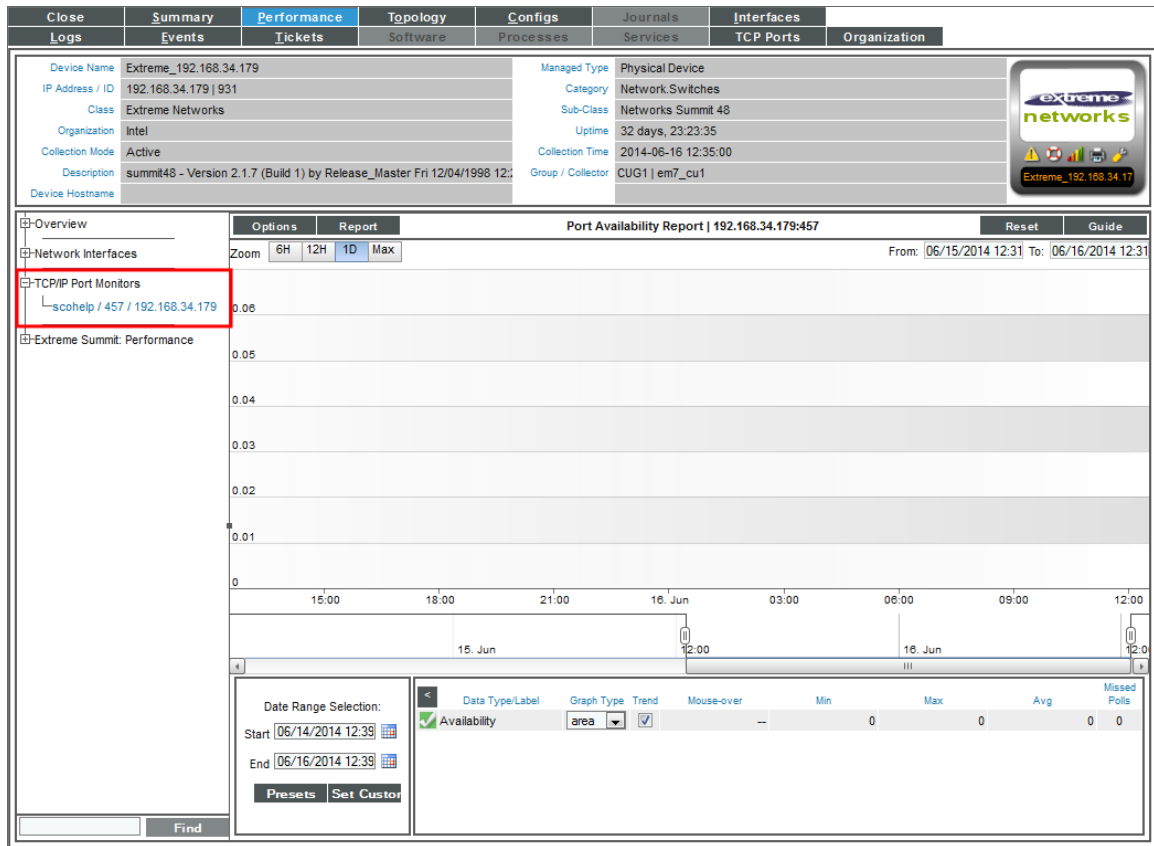 Close Summary Performance Topology Configs Journals Interfaces
Logs Events Tickets Software Processes Services TCP Ports Organization
Device Name Extreme_192.168.34.179 Managed Type Physical Device
IP Address / ID 192.168.34.179 | 931 Category Network.Switches
Class Extreme Networks Sub-Class Networks Summit 48
Organization Intel Uptime 32 days, 23:23:35
Collection Mode Active Collection Time 2014-06-16 12:35:00
Description summit48 - Version 2.1.7 (Build 1) by Release_Master Fri 12/04/1998 12:2 Group / Collector CUG1 | em7_cu1
Device Hostname
extreme
networks
Extreme_192.168.34.17
Overview
Network Interfaces
TCP/IP Port Monitors
scohelp / 457 / 192.168.34.179
Extreme Summit: Performance
Find
Options Report Port Availability Report | 192.168.34.179:457 Reset Guide
Zoom 6H 12H 1D Max From: 06/15/2014 12:31 To: 06/16/2014 12:31
0.06
0.05
0.04
0.03
0.02
0.01
0
15:00 18:00 21:00 16. Jun 03:00 06:00 09:00 12:00
15. Jun 12:00 16. Jun 12:0
Date Range Selection:
Start 06/14/2014 12:39
End 06/16/2014 12:39
Presets Set Custor
< Data Type/Label Graph Type Trend Mouse-over Min Max Avg Missed Polls
Availability area -- 0 0 0 0